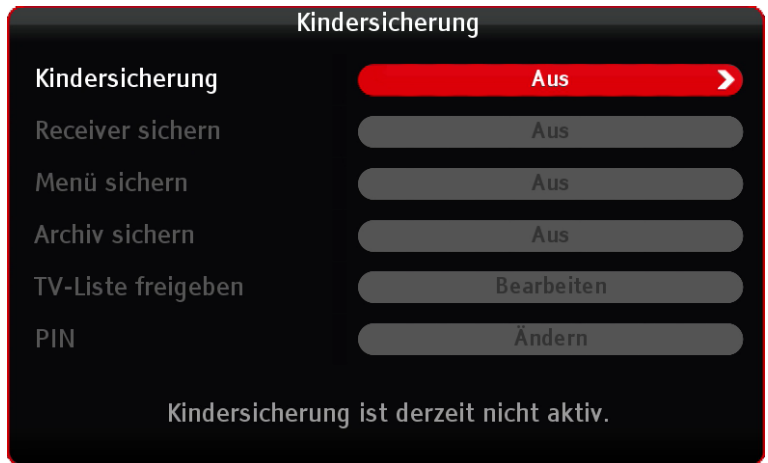 Kindersicherung
Kindersicherung Aus
Receiver sichern Aus
Menü sichern Aus
Archiv sichern Aus
TV-Liste freigeben Bearbeiten
PIN Ändern
Kindersicherung ist derzeit nicht aktiv.